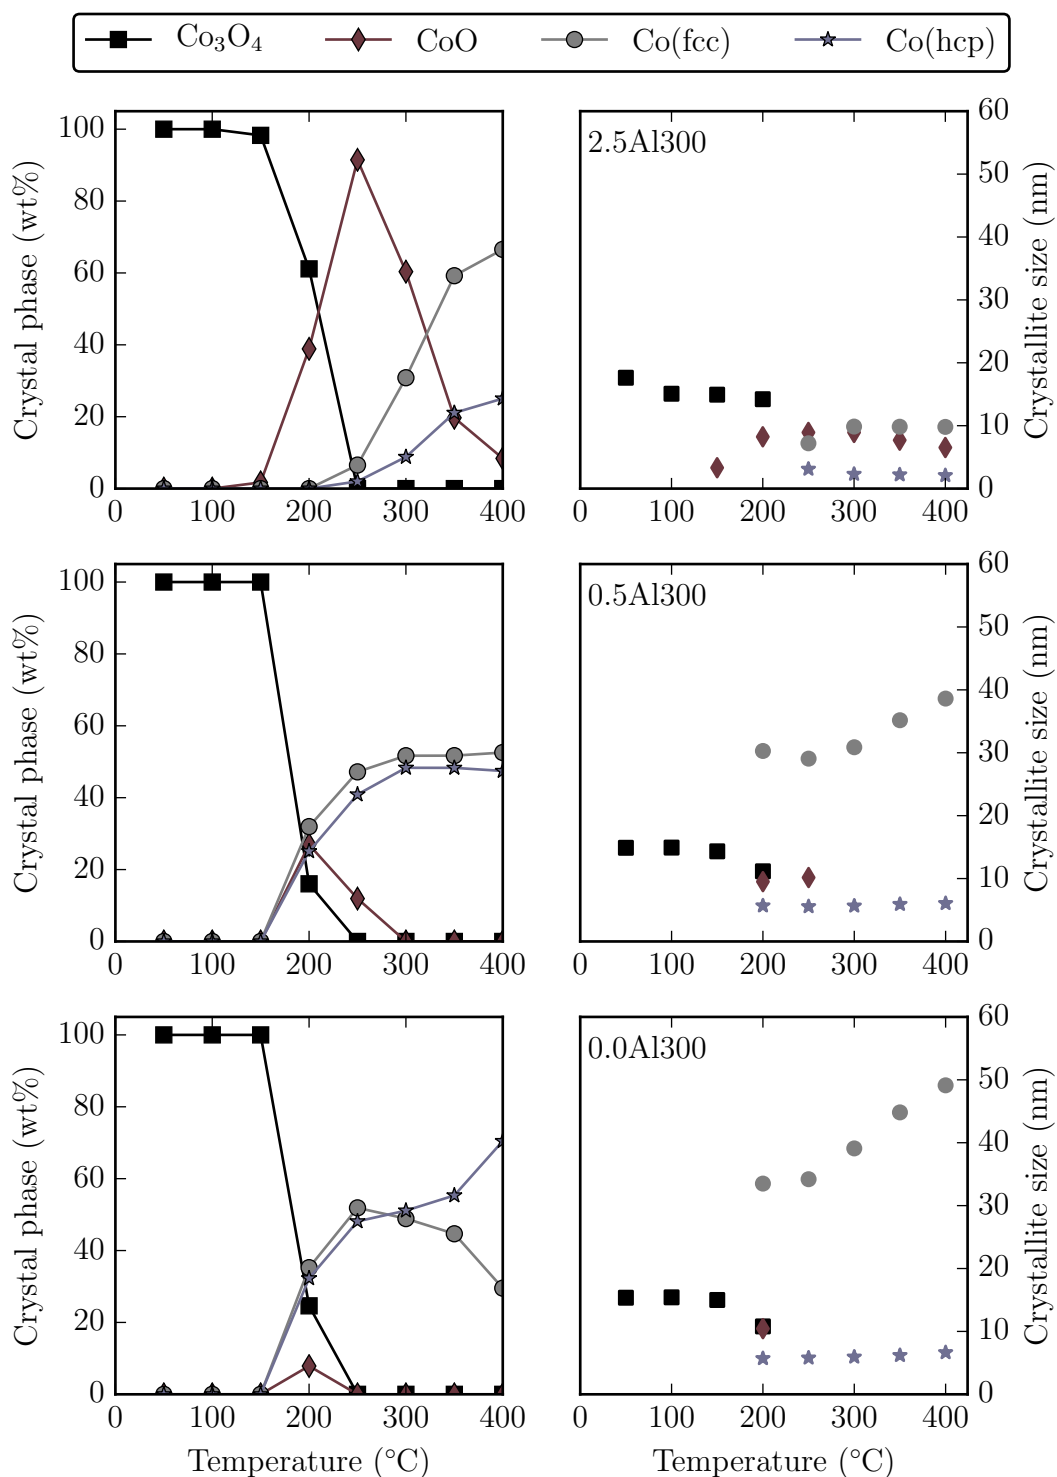 Co₃O₄ CoO Co(fcc) Co(hcp)
Crystal phase (wt%)
100
80
60
40
20
0
0 100 200 300 400
2.5Al300
60
50
40
30
20
10
0
0 100 200 300 400
Crystallite size (nm)
Crystal phase (wt%)
100
80
60
40
20
0
0 100 200 300 400
0.5Al300
60
50
40
30
20
10
0
0 100 200 300 400
Crystallite size (nm)
Crystal phase (wt%)
100
80
60
40
20
0
0 100 200 300 400
Temperature (°C)
0.0Al300
60
50
40
30
20
10
0
0 100 200 300 400
Temperature (°C)
Crystallite size (nm)